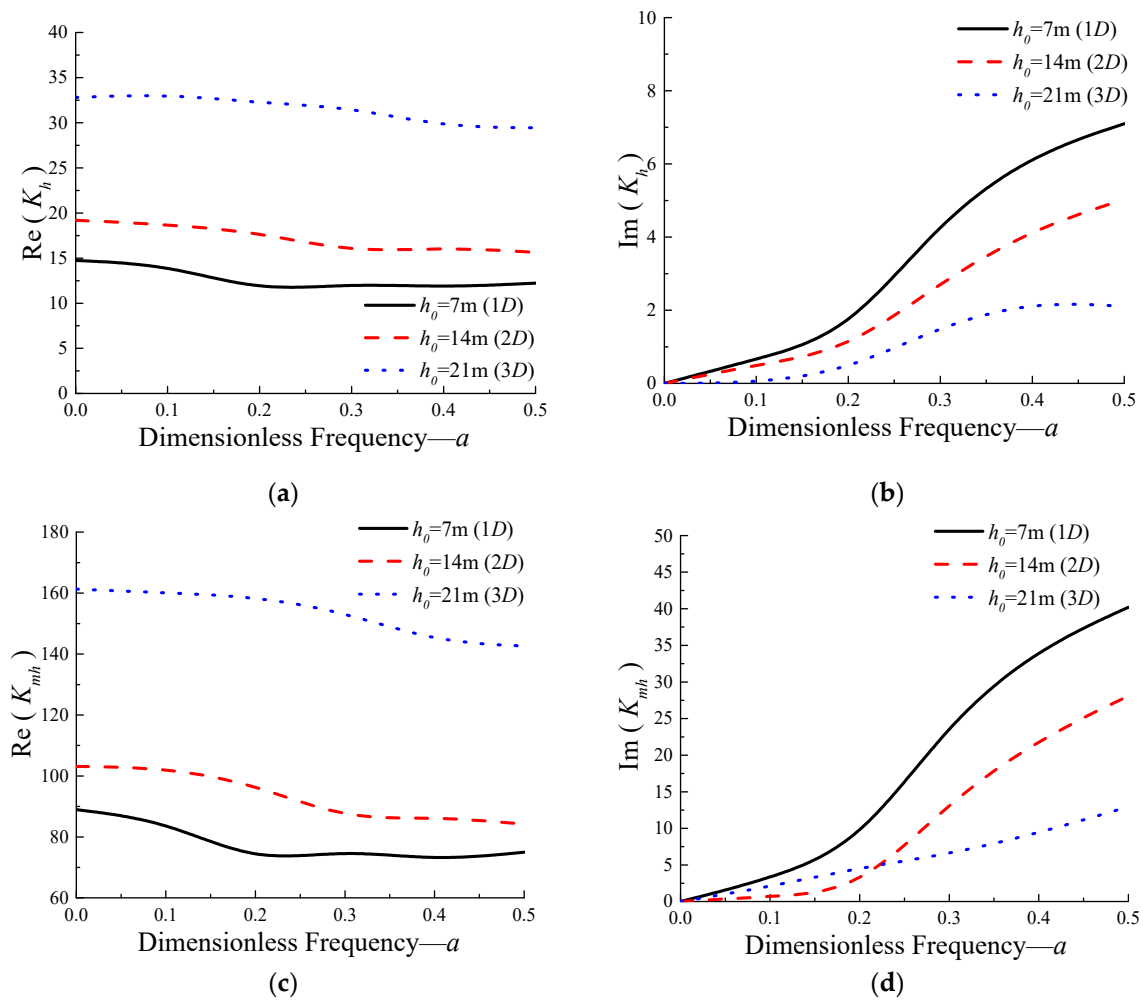 40
35
30
25
20
15
10
5
0
Re ( K_h )
h_0=7m (1D)
h_0=14m (2D)
h_0=21m (3D)
0.0 0.1 0.2 0.3 0.4 0.5
Dimensionless Frequency—a
(a)
10
8
6
4
2
0
Im ( K_h )
h_0=7m (1D)
h_0=14m (2D)
h_0=21m (3D)
0.0 0.1 0.2 0.3 0.4 0.5
Dimensionless Frequency—a
(b)
180
160
140
120
100
80
60
Re ( K_mh )
h_0=7m (1D)
h_0=14m (2D)
h_0=21m (3D)
0.0 0.1 0.2 0.3 0.4 0.5
Dimensionless Frequency—a
(c)
50
45
40
35
30
25
20
15
10
5
0
Im ( K_mh )
h_0=7m (1D)
h_0=14m (2D)
h_0=21m (3D)
0.0 0.1 0.2 0.3 0.4 0.5
Dimensionless Frequency—a
(d)